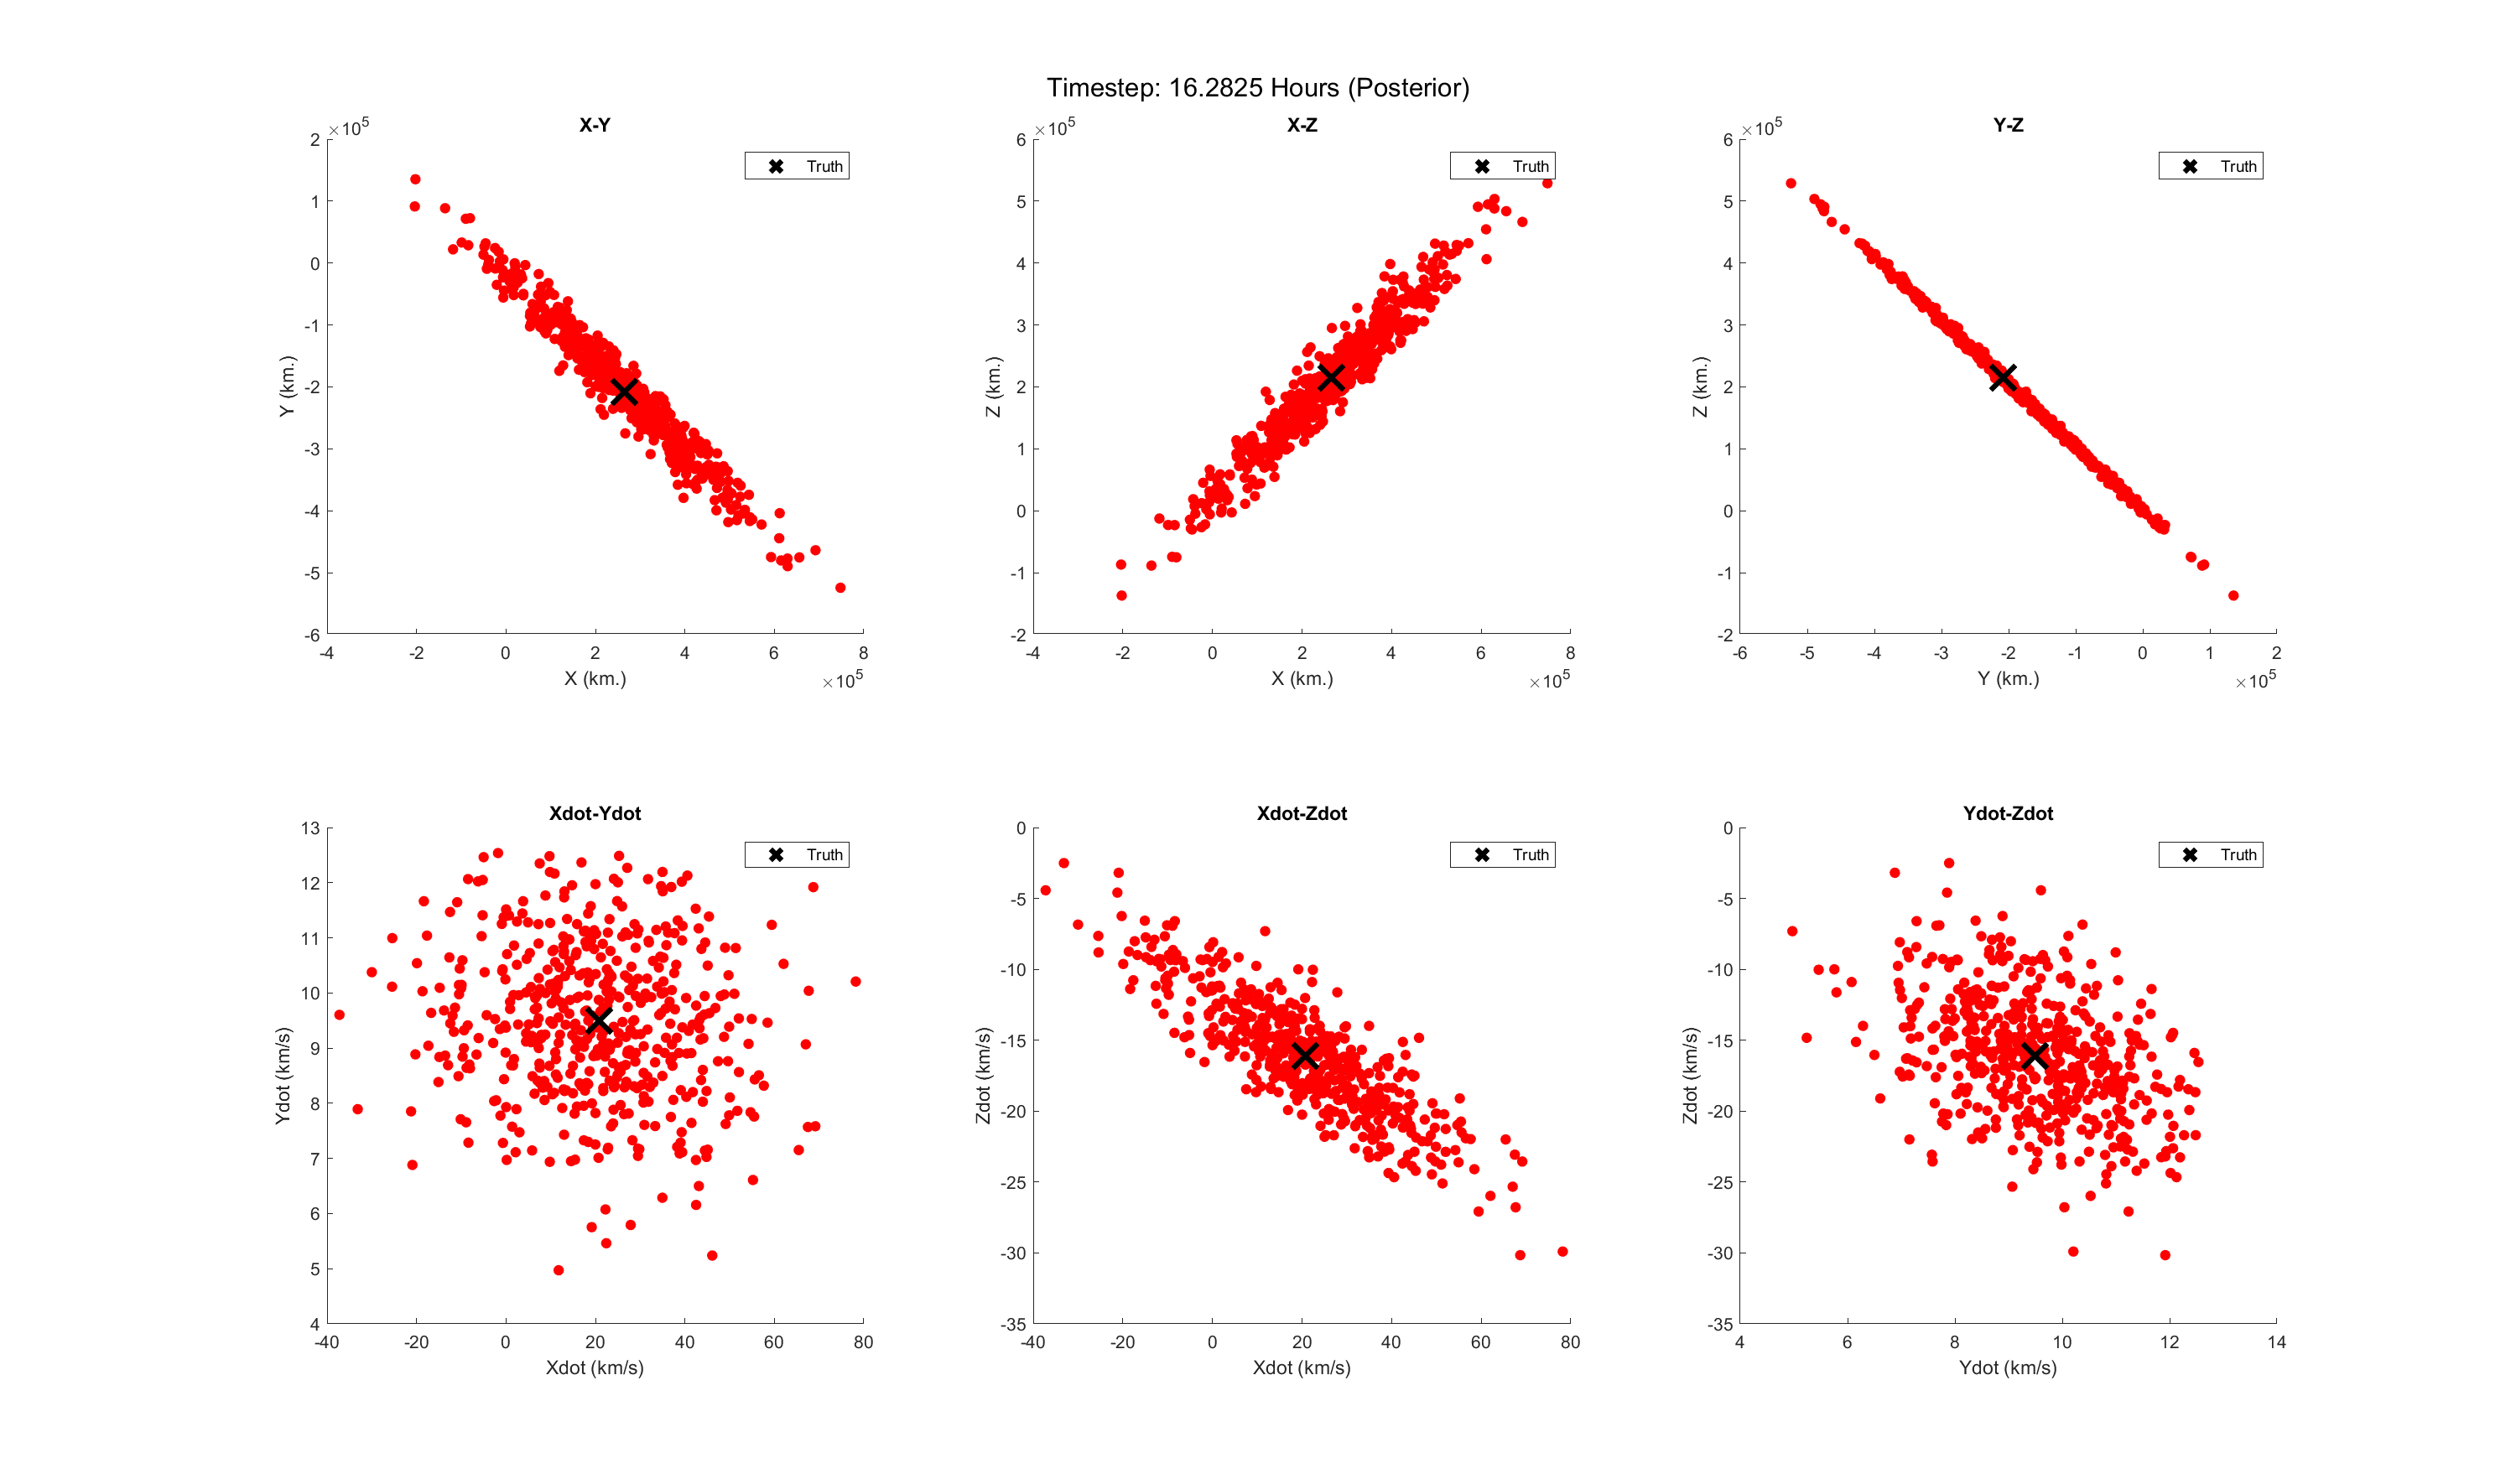 Timestep: 16.2825 Hours (Posterior)
X-Y
×10^5
2
1
0
-1
-2
-3
-4
-5
-6
Y (km.)
Truth
-4 -2 0 2 4 6 8
X (km.)
×10^5
X-Z
×10^5
6
5
4
3
2
1
0
-1
-2
Z (km.)
Truth
-4 -2 0 2 4 6 8
X (km.)
×10^5
Y-Z
×10^5
6
5
4
3
2
1
0
-1
-2
Z (km.)
Truth
-6 -5 -4 -3 -2 -1 0 1 2
Y (km.)
×10^5
Xdot-Ydot
13
12
11
10
9
8
7
6
5
4
Ydot (km/s)
Truth
-40 -20 0 20 40 60 80
Xdot (km/s)
Xdot-Zdot
0
-5
-10
-15
-20
-25
-30
-35
Zdot (km/s)
Truth
-40 -20 0 20 40 60 80
Xdot (km/s)
Ydot-Zdot
0
-5
-10
-15
-20
-25
-30
-35
Zdot (km/s)
Truth
4 6 8 10 12 14
Ydot (km/s)